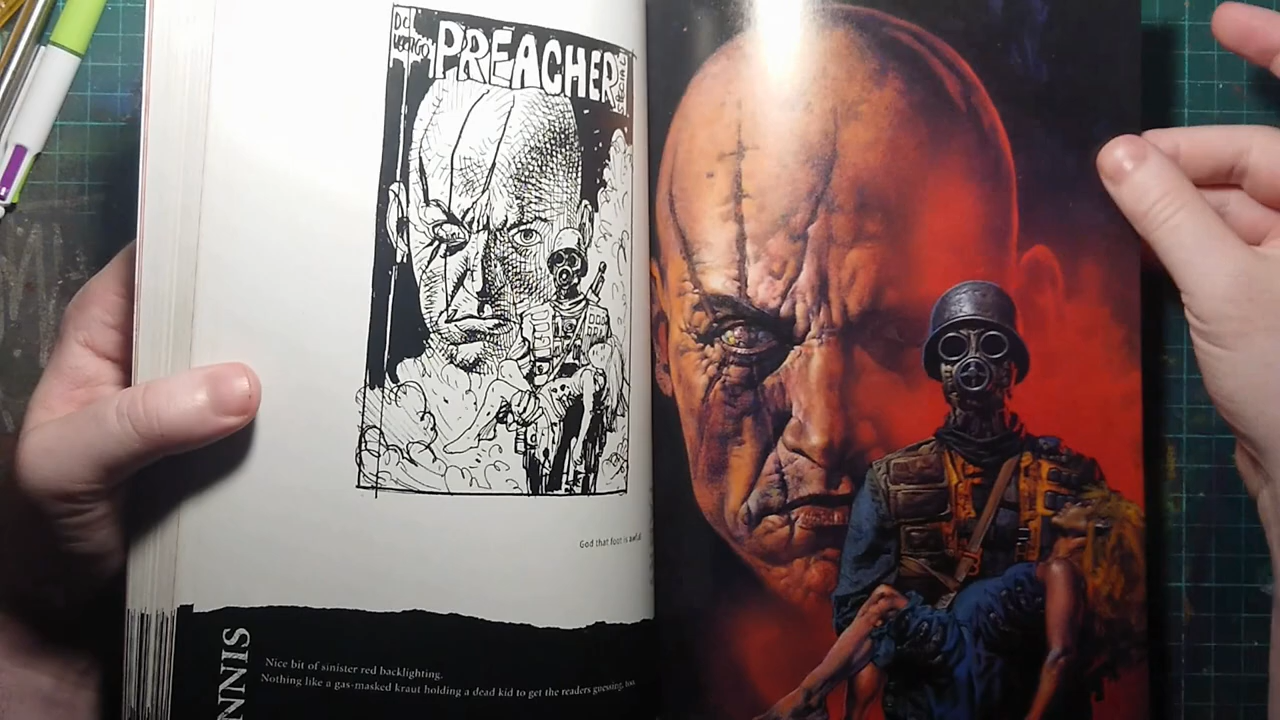 DC
VERTIGO
PREACHER
SPECIAL
God that foot is awful.
NNIS
Nice bit of sinister red backlighting.
Nothing like a gas-masked kraut holding a dead kid to get the readers guessing, too.